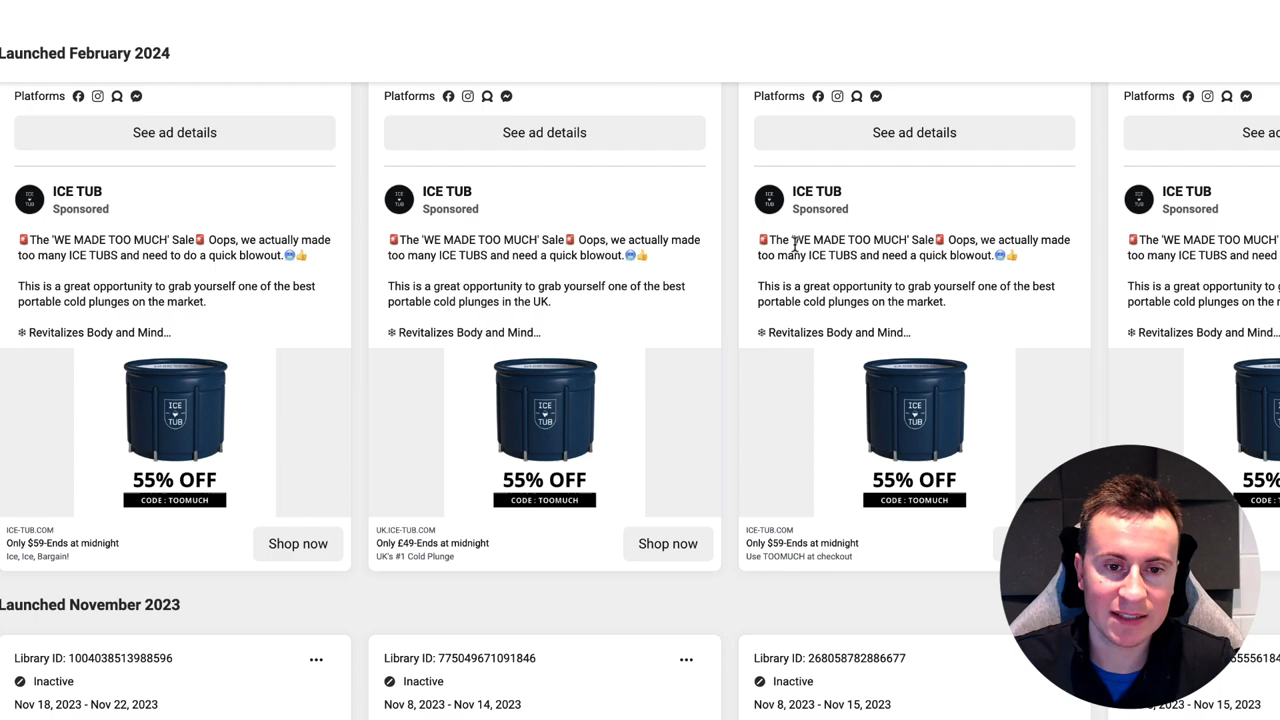 Launched February 2024
Platforms
See ad details
ICE TUB
Sponsored
🚨The 'WE MADE TOO MUCH' Sale🚨 Oops, we actually made
too many ICE TUBS and need to do a quick blowout.🥶👍
This is a great opportunity to grab yourself one of the best
portable cold plunges on the market.
❄ Revitalizes Body and Mind...
ICE
TUB
55% OFF
CODE : TOOMUCH
ICE-TUB.COM
Only $59-Ends at midnight
Ice, Ice, Bargain!
Shop now
Platforms
See ad details
ICE TUB
Sponsored
🚨The 'WE MADE TOO MUCH' Sale🚨 Oops, we actually made
too many ICE TUBS and need a quick blowout.🥶👍
This is a great opportunity to grab yourself one of the best
portable cold plunges in the UK.
❄ Revitalizes Body and Mind...
ICE
TUB
55% OFF
CODE : TOOMUCH
UK.ICE-TUB.COM
Only £49-Ends at midnight
UK's #1 Cold Plunge
Shop now
Platforms
See ad details
ICE TUB
Sponsored
🚨The 'WE MADE TOO MUCH' Sale🚨 Oops, we actually made
too many ICE TUBS and need a quick blowout.🥶👍
This is a great opportunity to grab yourself one of the best
portable cold plunges on the market.
❄ Revitalizes Body and Mind...
ICE
TUB
55% OFF
CODE : TOOMUCH
ICE-TUB.COM
Only $59-Ends at midnight
Use TOOMUCH at checkout
Platforms
See ad
ICE TUB
Sponsored
🚨The 'WE MADE TOO MUCH' S
too many ICE TUBS and need a q
This is a great opportunity to g
portable cold plunges on the
❄ Revitalizes Body and Mind...
55%
CODE :
Launched November 2023
Library ID: 1004038513988596
Inactive
Nov 18, 2023 - Nov 22, 2023
Library ID: 775049671091846
Inactive
Nov 8, 2023 - Nov 14, 2023
Library ID: 268058782886677
Inactive
Nov 8, 2023 - Nov 15, 2023
, 2023 - Nov 15, 2023